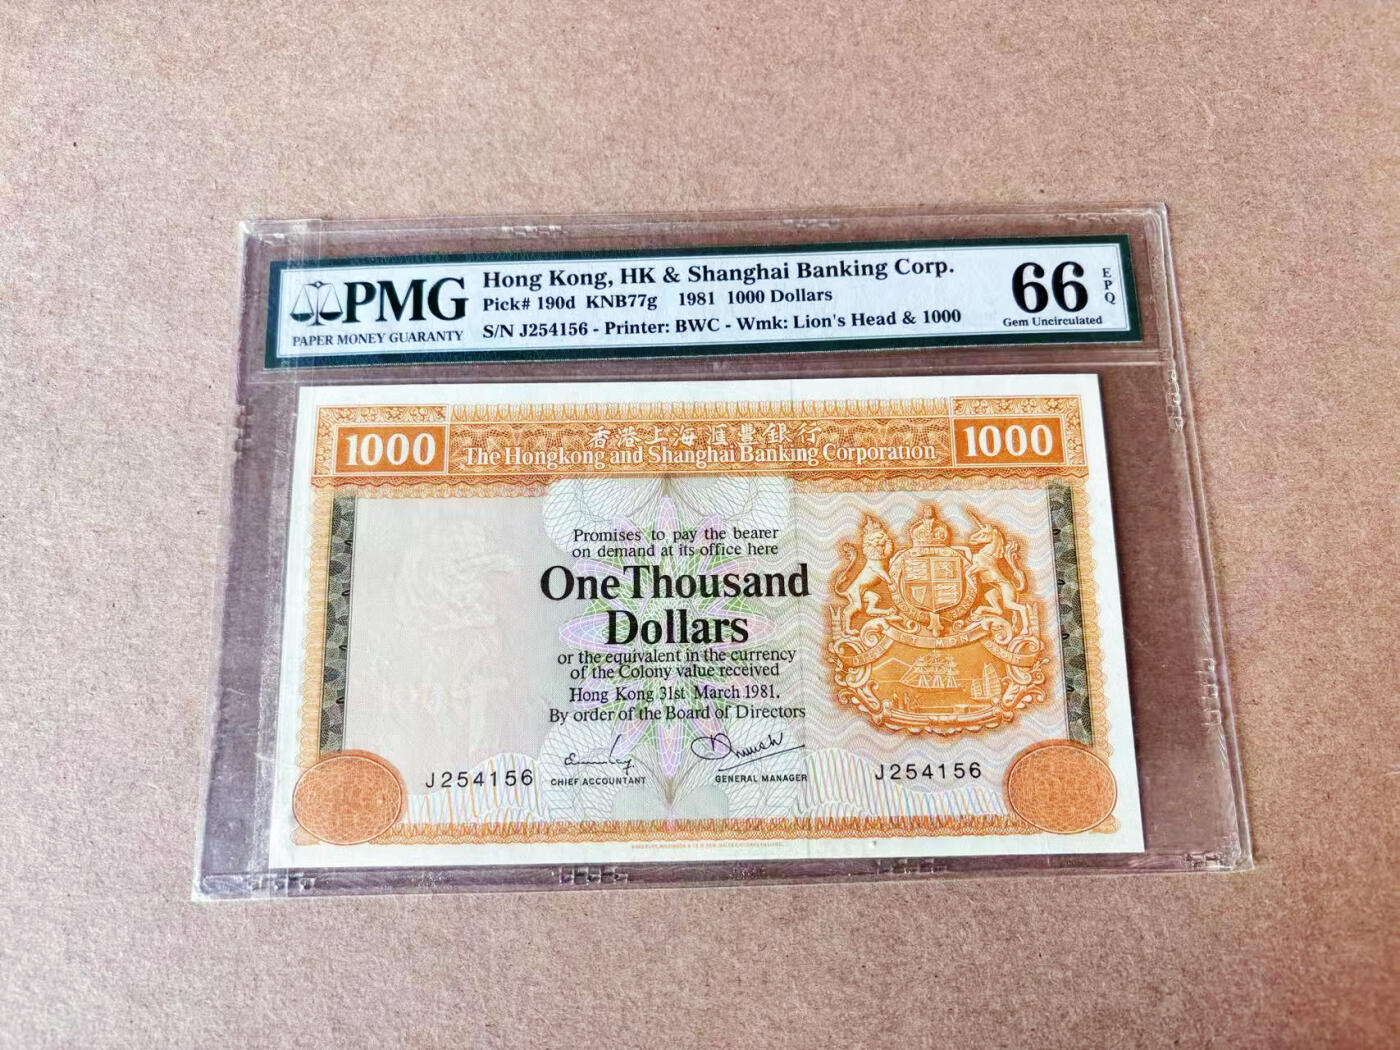 PMG
PAPER MONEY GUARANTY
Hong Kong, HK & Shanghai Banking Corp.
Pick# 190d KNB77g 1981 1000 Dollars
S/N J254156 - Printer: BWC - Wmk: Lion's Head & 1000
66
EPQ
Gem Uncirculated
1000
香港上海滙豐銀行
The Hongkong and Shanghai Banking Corporation
1000
Promises to pay the bearer
on demand at its office here
One Thousand
Dollars
or the equivalent in the currency
of the Colony value received
Hong Kong 31st March 1981.
By order of the Board of Directors
J254156
CHIEF ACCOUNTANT
GENERAL MANAGER
J254156